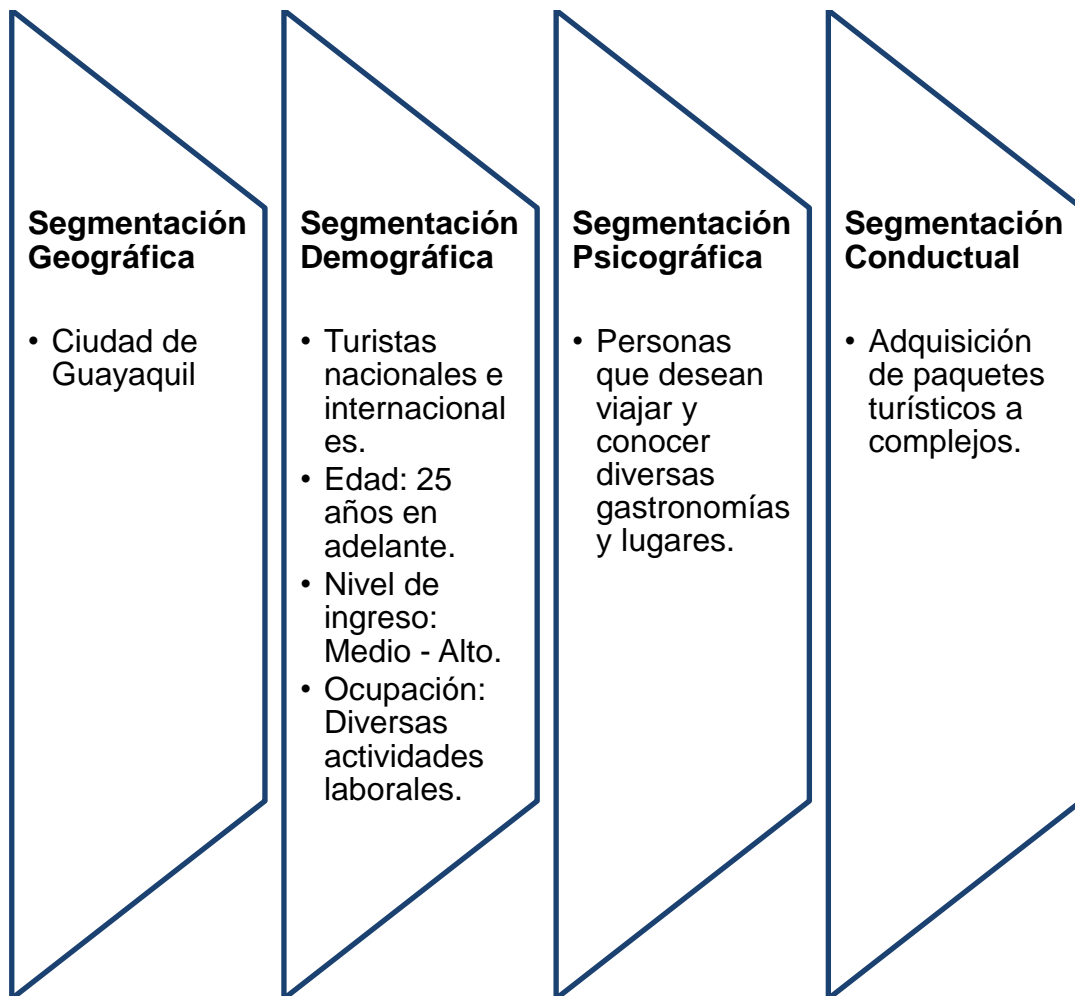 Segmentación
Geográfica
• Ciudad de
Guayaquil
Segmentación
Demográfica
• Turistas
nacionales e
internacional
es.
• Edad: 25
años en
adelante.
• Nivel de
ingreso:
Medio - Alto.
• Ocupación:
Diversas
actividades
laborales.
Segmentación
Psicográfica
• Personas
que desean
viajar y
conocer
diversas
gastronomías
y lugares.
Segmentación
Conductual
• Adquisición
de paquetes
turísticos a
complejos.